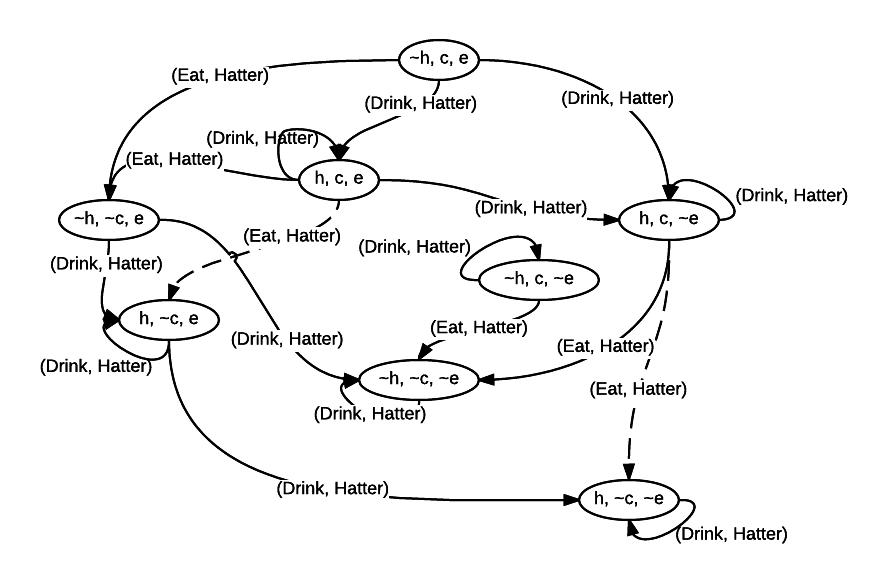 ~h, c, e
(Eat, Hatter)
(Drink, Hatter)
(Drink, Hatter)
(Drink, Hatter)
(Eat, Hatter)
h, c, e
(Drink, Hatter)
(Drink, Hatter)
~h, ~c, e
h, c, ~e
(Eat, Hatter)
(Drink, Hatter)
(Drink, Hatter)
~h, c, ~e
h, ~c, e
(Eat, Hatter)
(Drink, Hatter)
(Eat, Hatter)
(Drink, Hatter)
~h, ~c, ~e
(Eat, Hatter)
(Drink, Hatter)
(Drink, Hatter)
h, ~c, ~e
(Drink, Hatter)